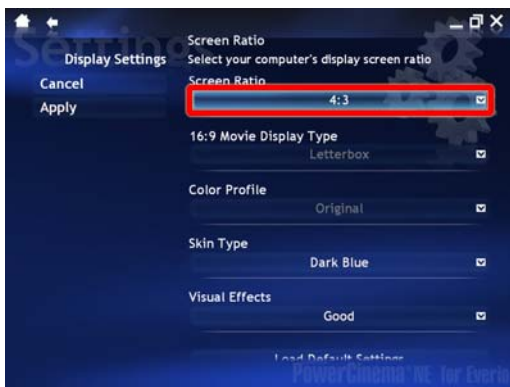 Settings
Screen Ratio
Display Settings
Select your computer's display screen ratio
Cancel
Screen Ratio
Apply
4:3
16:9 Movie Display Type
Letterbox
Color Profile
Original
Skin Type
Dark Blue
Visual Effects
Good
Load Default Settings
PowerCinema NE for Everio